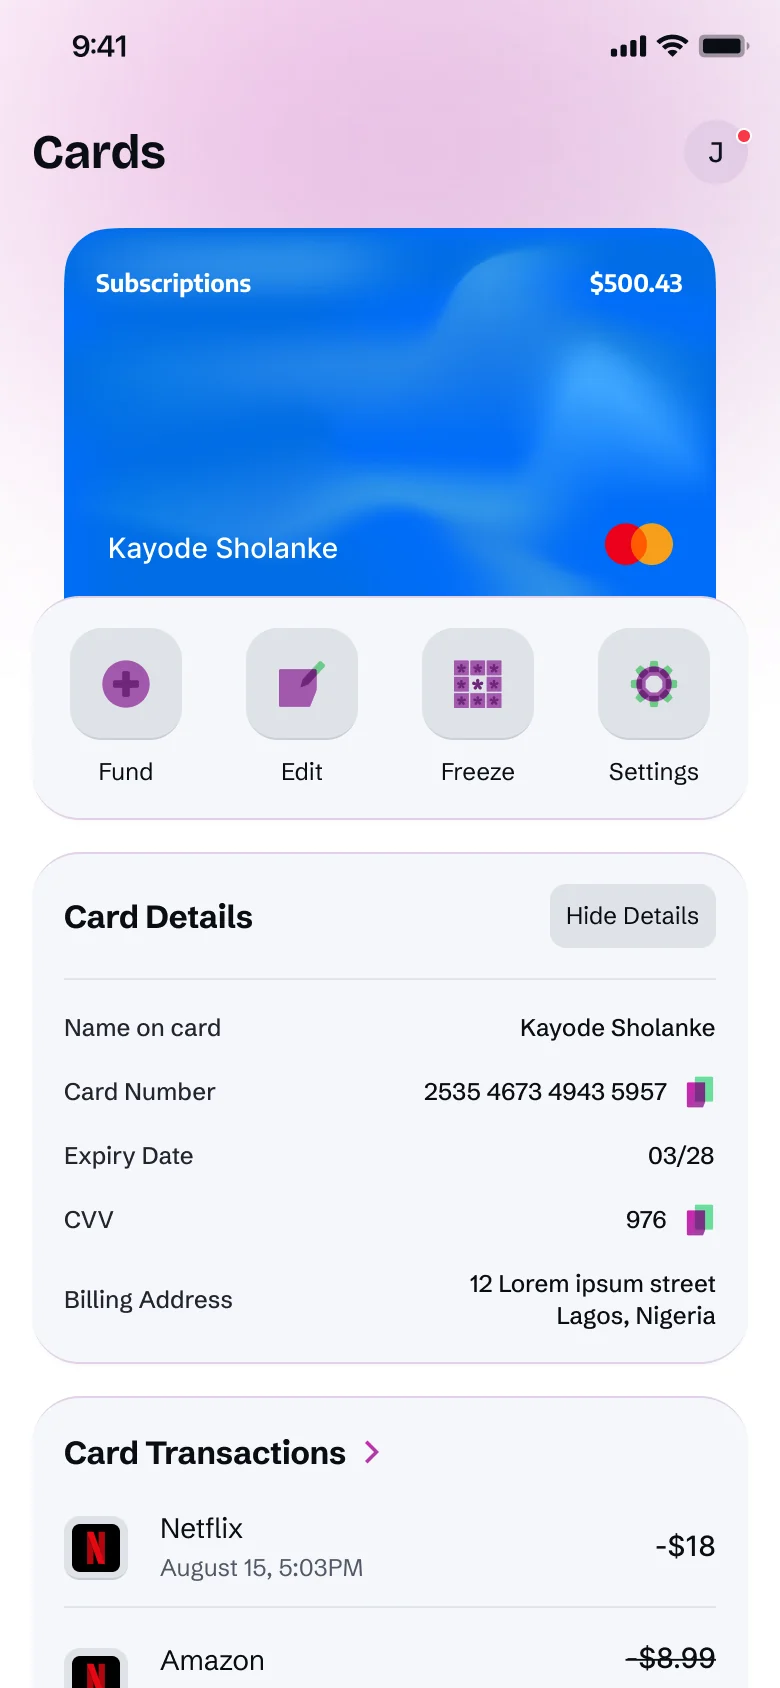 9:41
Cards
J
Subscriptions $500.43
Kayode Sholanke
Fund Edit Freeze Settings
Card Details Hide Details
Name on card Kayode Sholanke
Card Number 2535 4673 4943 5957
Expiry Date 03/28
CVV 976
Billing Address 12 Lorem ipsum street
Lagos, Nigeria
Card Transactions
N
Netflix -$18
August 15, 5:03PM
N
Amazon -$8.99